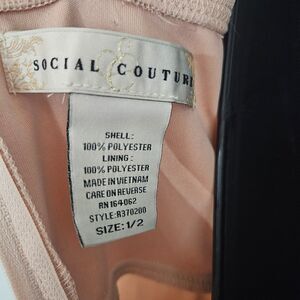 SOCIAL COUTUR
SHELL:
100% POLYESTER
LINING:
100% POLYESTER
MADE IN VIETNAM
CARE ON REVERSE
RN 164062
STYLE:R370200
SIZE:1/2